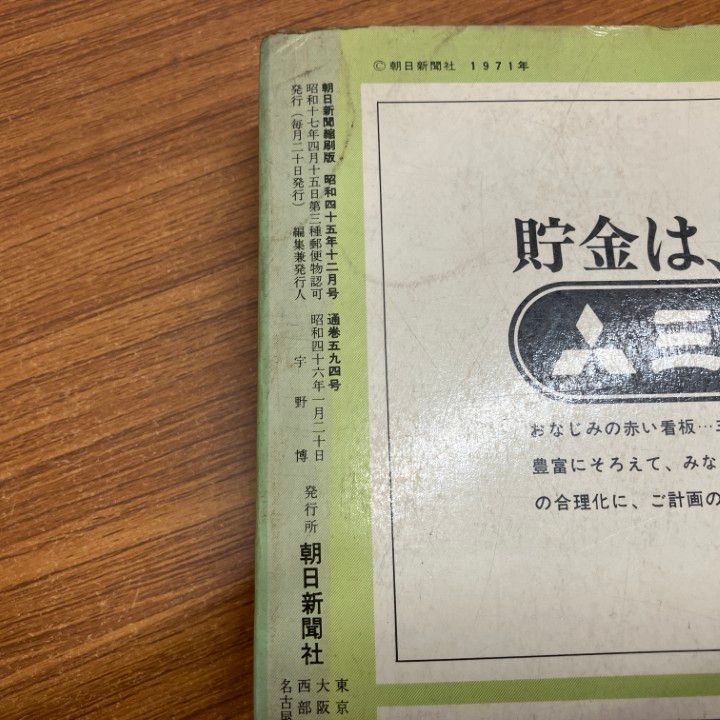 ©朝日新聞社 1971年
朝日新聞縮刷版 昭和四十五年十二月号 通巻五九四号
昭和十七年四月十五日第三種郵便物認可 昭和四十六年一月二十日
発行(毎月二十日発行) 編集兼発行人 宇野博
発行所 朝日新聞社
東京
大阪
西部
名古屋
貯金は、
三
おなじみの赤い看板…三
豊富にそろえて、みな
の合理化に、ご計画の